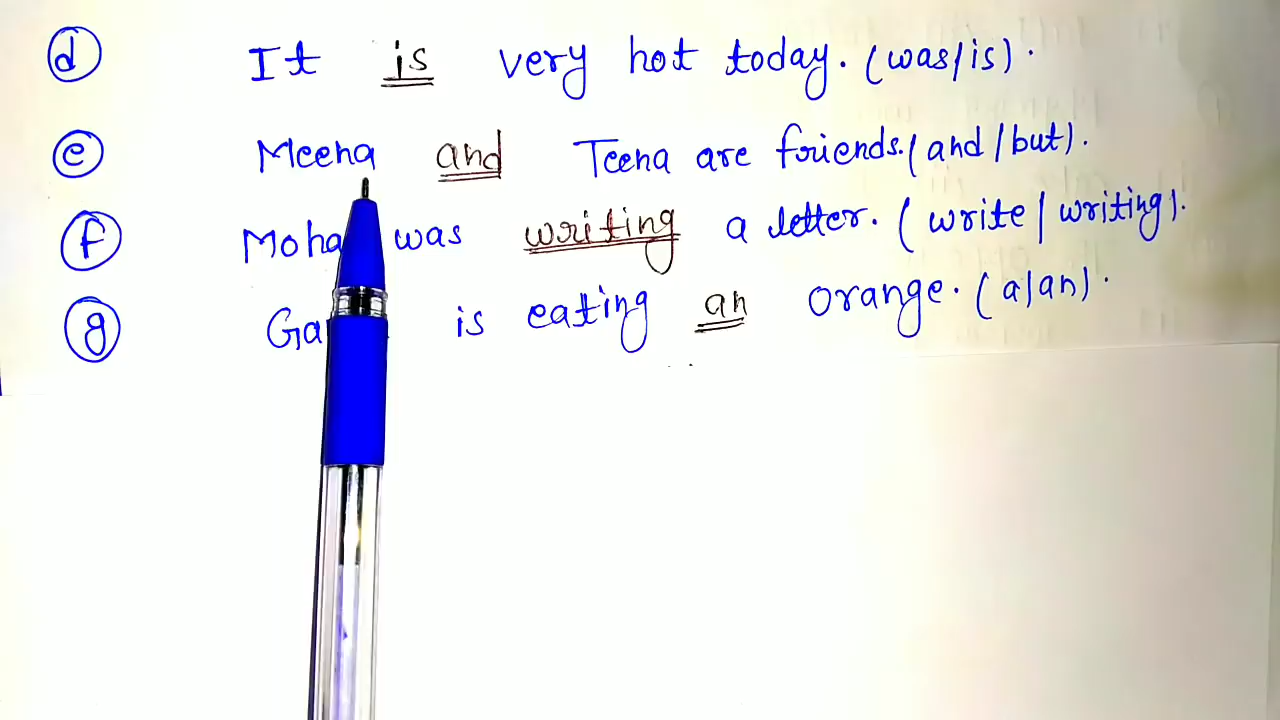 d It is very hot today. (was/is).
e Meena and Teena are friends. (and/but).
f was writing a letter. (write/writing).
g is eating an orange. (a/an).